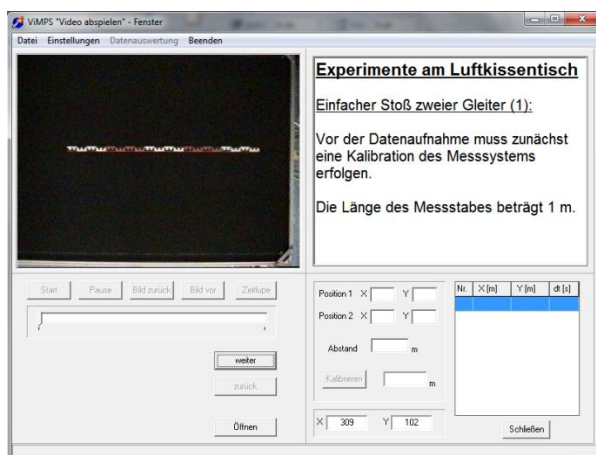 ViMPS "Video abspielen" - Fenster
Datei Einstellungen Datenauswertung Beenden
Experimente am Luftkissentisch
Einfacher Stoß zweier Gleiter (1):
Vor der Datenaufnahme muss zunächst
eine Kalibration des Messsystems
erfolgen.
Die Länge des Messstabes beträgt 1 m.
Start Pause Bild zurück Bild vor Zeitlupe
weiter
zurück
Öffnen
Position 1 X Y
Position 2 X Y
Abstand m
Kalibrieren m
X 309 Y 102
Nr. X [m] Y [m] dt [s]
Schließen